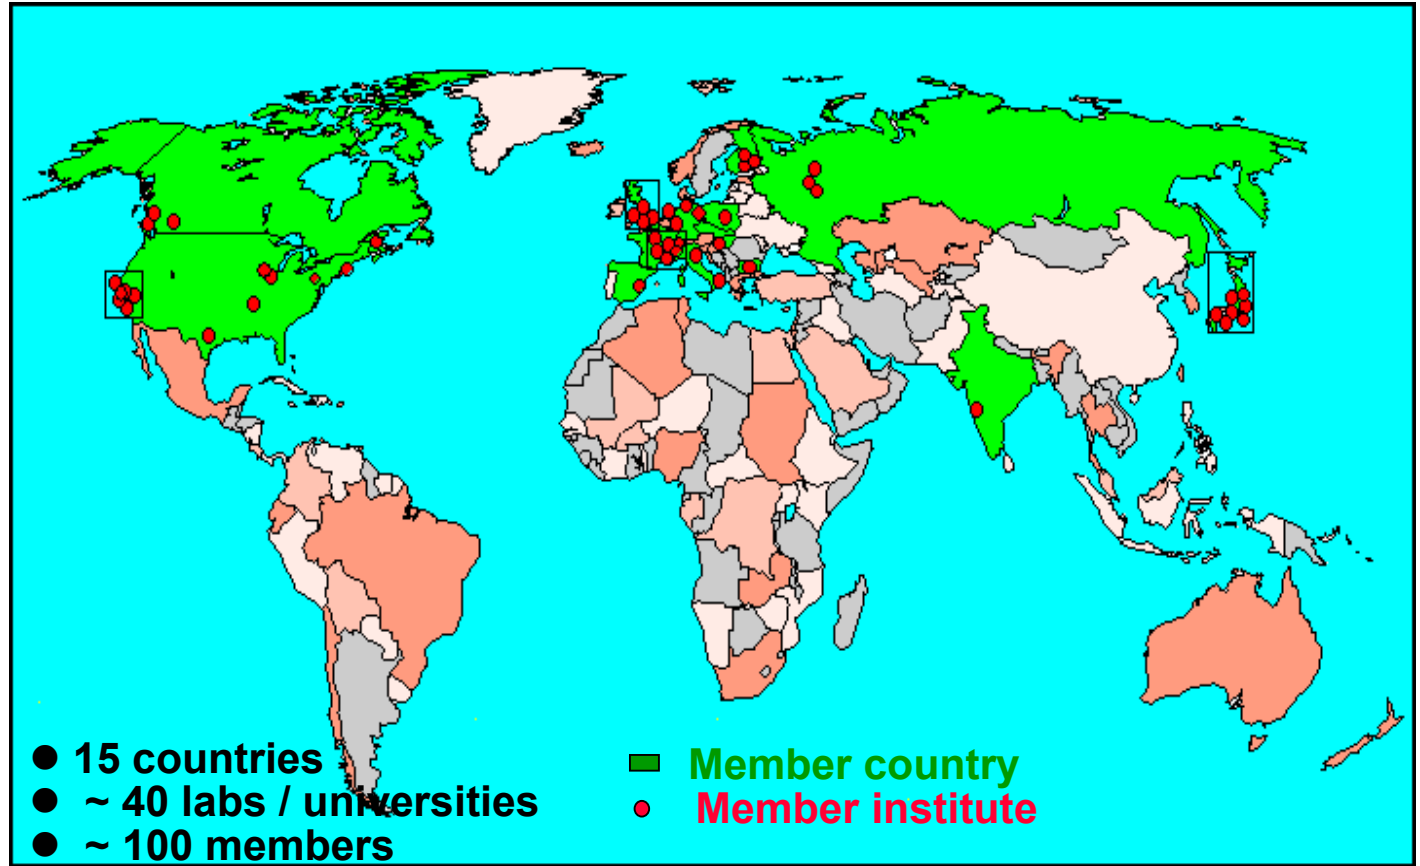 15 countries
~ 40 labs / universities
~ 100 members
Member country
Member institute